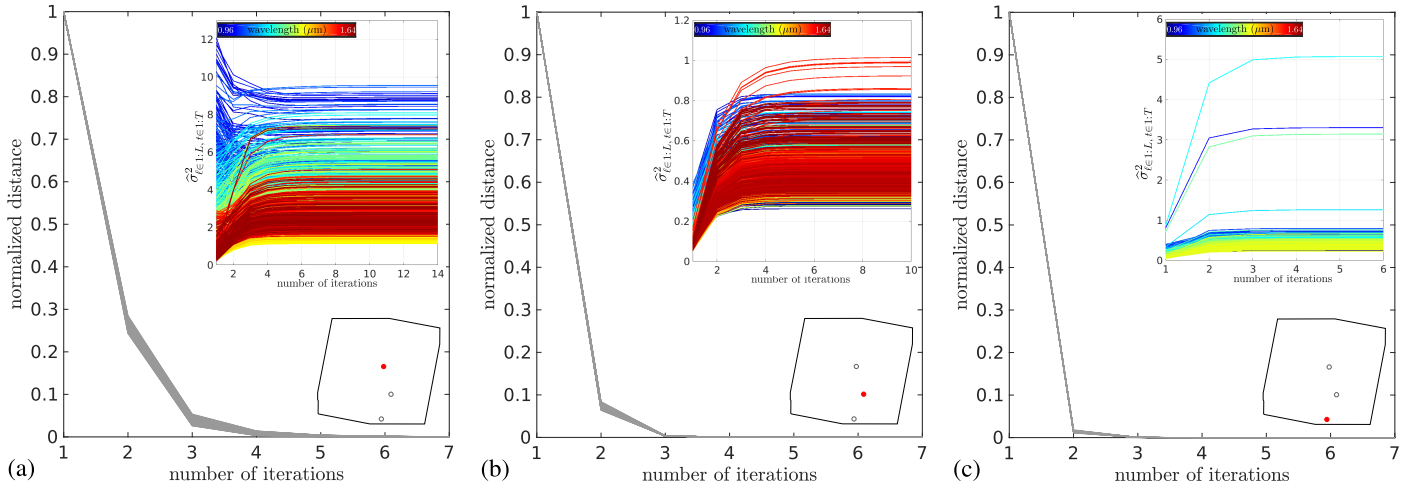 1
0.9
0.8
0.7
0.6
0.5
0.4
0.3
0.2
0.1
0
normalized distance
1 2 3 4 5 6 7
number of iterations
(a)
0.96 wavelength (μm) 1.64
12
10
8
6
4
2
0
σ̂²ℓ∈1:L, t∈1:T
2 4 6 8 10 12 14
number of iterations
1
0.9
0.8
0.7
0.6
0.5
0.4
0.3
0.2
0.1
0
normalized distance
1 2 3 4 5 6 7
number of iterations
(b)
0.96 wavelength (μm) 1.64
1.2
1
0.8
0.6
0.4
0.2
0
σ̂²ℓ∈1:L, t∈1:T
1 2 3 4 5 6 7 8 9 10
number of iterations
1
0.9
0.8
0.7
0.6
0.5
0.4
0.3
0.2
0.1
0
normalized distance
1 2 3 4 5 6 7
number of iterations
(c)
0.96 wavelength (μm) 1.64
6
5
4
3
2
1
0
σ̂²ℓ∈1:L, t∈1:T
1 2 3 4 5 6
number of iterations